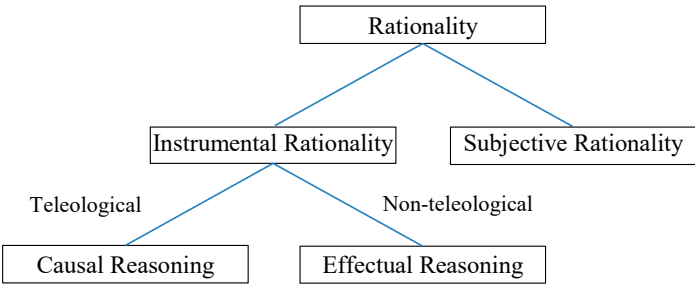 Rationality
Instrumental Rationality
Subjective Rationality
Teleological
Non-teleological
Causal Reasoning
Effectual Reasoning